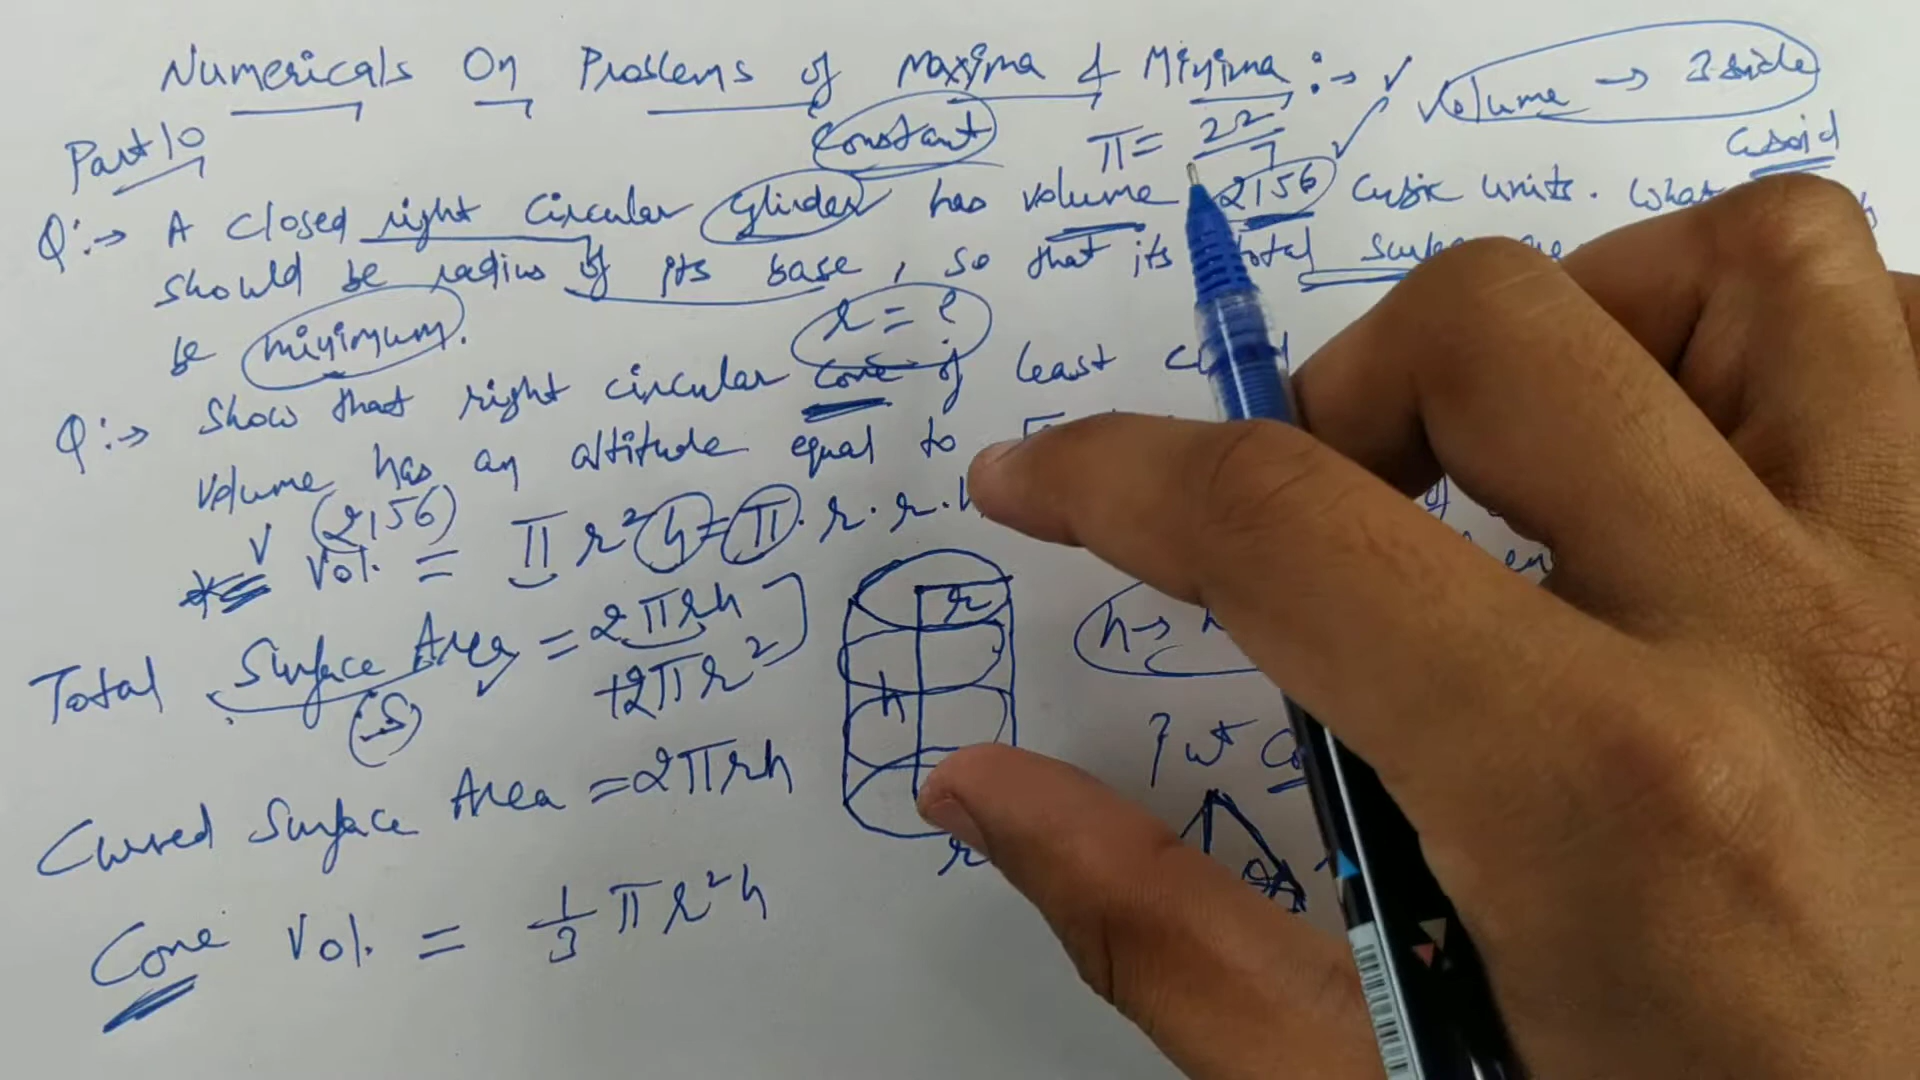 Numericals On Problems of Maxima & Minima :→ ✓
Volume → 3 side
Part 10
Constant
π = 22/7
Cuboid
Q:→ A closed right circular cylinder has volume 2156 cubic units. What
should be radius of its base, so that its total
be minimum.
r = ?
Q:→ Show that right circular cone of least
volume has an altitude equal to
(2156)
Vol. = π r² h = π · r · r · h
Total Surface Area = 2πrh
+2πr²
(S)
r
h
h →
Curved Surface Area = 2πrh
r
Cone Vol. = 1/3 π r² h